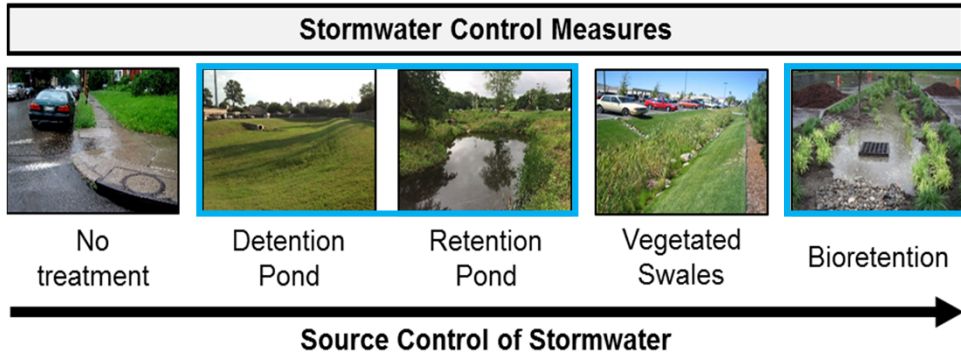 Stormwater Control Measures
No
treatment
Detention
Pond
Retention
Pond
Vegetated
Swales
Bioretention
Source Control of Stormwater